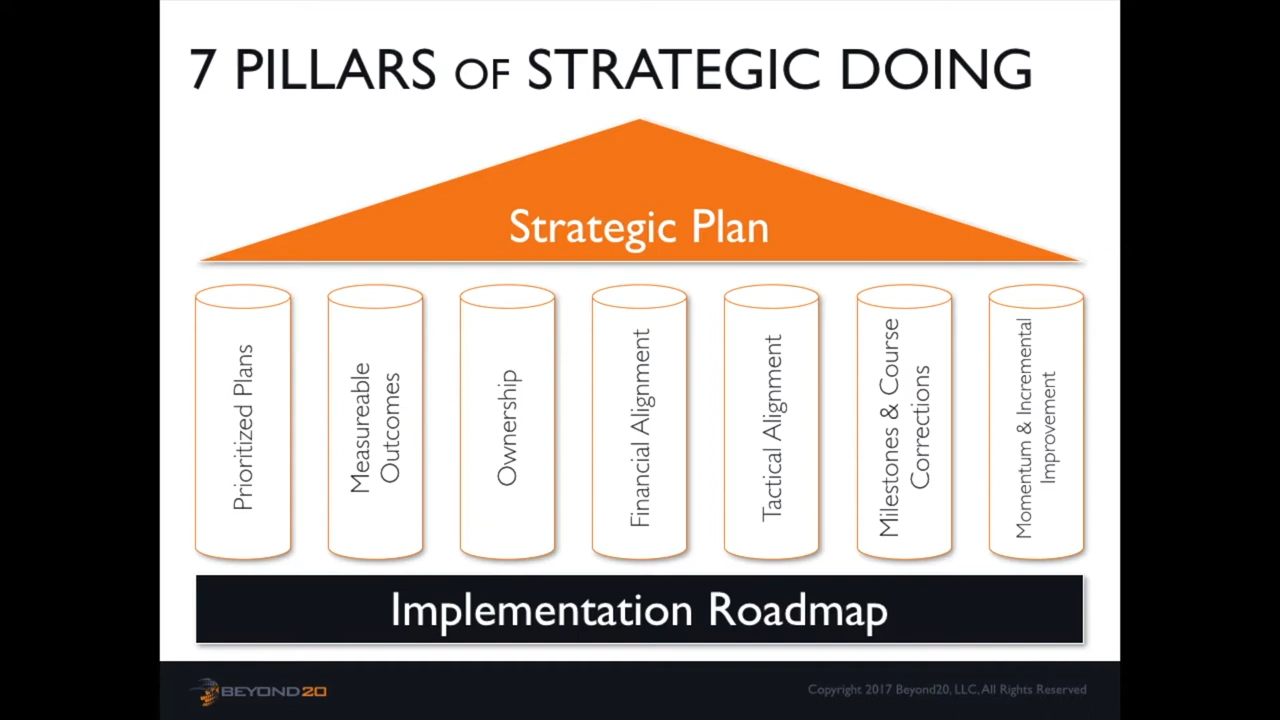 7 PILLARS OF STRATEGIC DOING
Strategic Plan
Prioritized Plans
Measureable
Outcomes
Ownership
Financial Alignment
Tactical Alignment
Milestones & Course
Corrections
Momentum & Incremental
Improvement
Implementation Roadmap
BEYOND20
Copyright 2017 Beyond20, LLC, All Rights Reserved